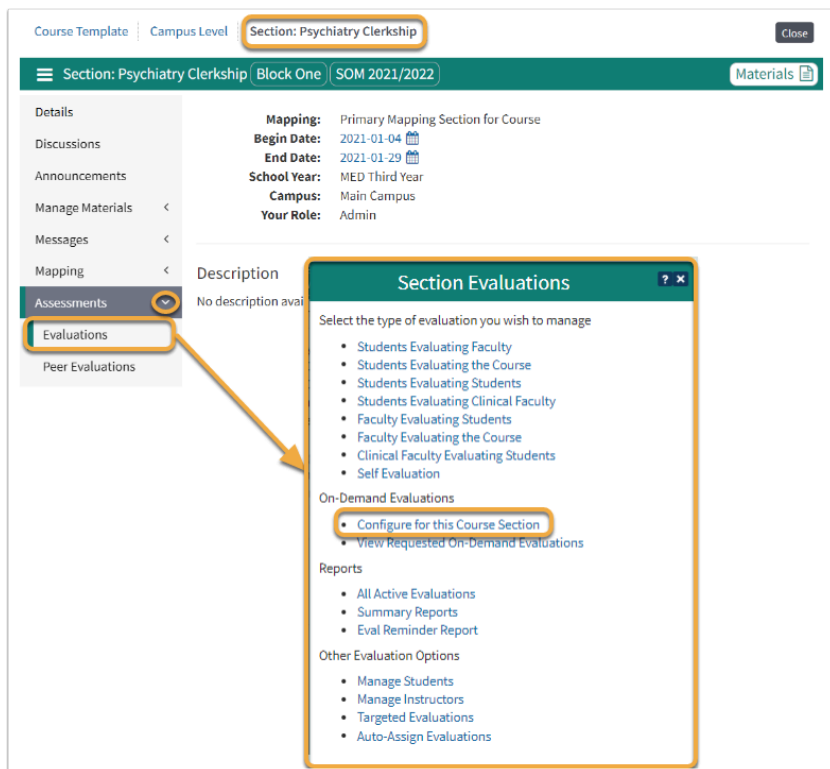 Course Template Campus Level Section: Psychiatry Clerkship Close
Section: Psychiatry Clerkship Block One SOM 2021/2022 Materials
Details
Discussions
Announcements
Manage Materials
Messages
Mapping
Assessments
Evaluations
Peer Evaluations
Mapping: Primary Mapping Section for Course
Begin Date: 2021-01-04
End Date: 2021-01-29
School Year: MED Third Year
Campus: Main Campus
Your Role: Admin
Description
No description avai
Section Evaluations ? ×
Select the type of evaluation you wish to manage
• Students Evaluating Faculty
• Students Evaluating the Course
• Students Evaluating Students
• Students Evaluating Clinical Faculty
• Faculty Evaluating Students
• Faculty Evaluating the Course
• Clinical Faculty Evaluating Students
• Self Evaluation
On-Demand Evaluations
• Configure for this Course Section
• View Requested On-Demand Evaluations
Reports
• All Active Evaluations
• Summary Reports
• Eval Reminder Report
Other Evaluation Options
• Manage Students
• Manage Instructors
• Targeted Evaluations
• Auto-Assign Evaluations